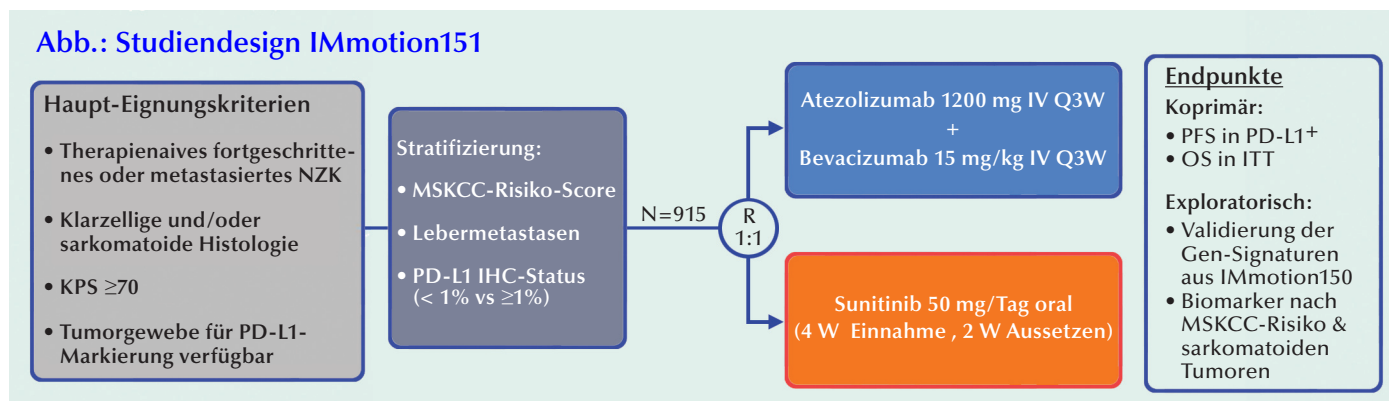 Abb.: Studiendesign IMmotion151
Haupt-Eignungskriterien
• Therapienaives fortgeschritte-
nes oder metastasiertes NZK
• Klarzellige und/oder
sarkomatoide Histologie
• KPS ≥70
• Tumorgewebe für PD-L1-
Markierung verfügbar
Stratifizierung:
• MSKCC-Risiko-Score
• Lebermetastasen
• PD-L1 IHC-Status
(< 1% vs ≥1%)
N=915
R
1:1
Atezolizumab 1200 mg IV Q3W
+
Bevacizumab 15 mg/kg IV Q3W
Sunitinib 50 mg/Tag oral
(4 W Einnahme , 2 W Aussetzen)
Endpunkte
Koprimär:
• PFS in PD-L1+
• OS in ITT
Exploratorisch:
• Validierung der
Gen-Signaturen
aus IMmotion150
• Biomarker nach
MSKCC-Risiko &
sarkomatoiden
Tumoren